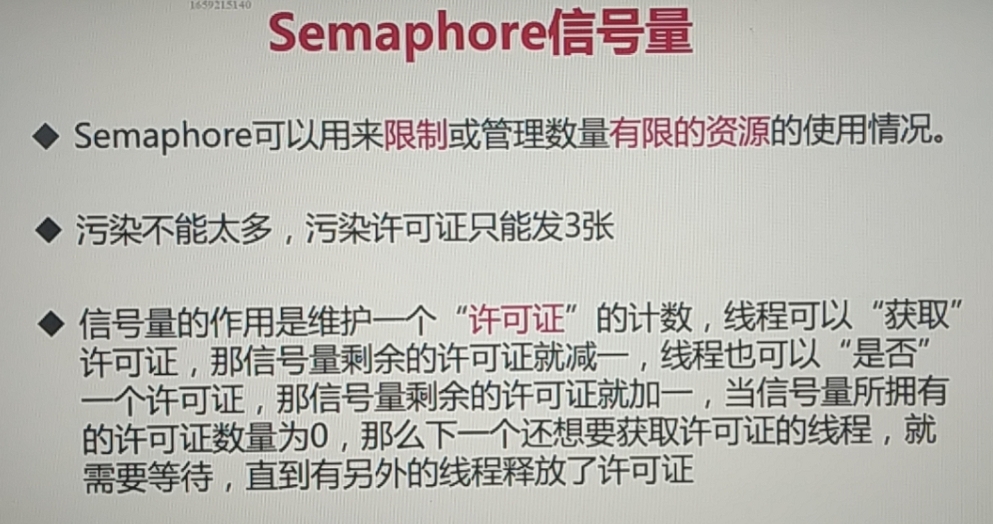 1659215140
Semaphore信号量
◆ Semaphore可以用来限制或管理数量有限的资源的使用情况。
◆ 污染不能太多，污染许可证只能发3张
◆ 信号量的作用是维护一个“许可证”的计数，线程可以“获取”
许可证，那信号量剩余的许可证就减一，线程也可以“是否”
一个许可证，那信号量剩余的许可证就加一，当信号量所拥有
的许可证数量为0，那么下一个还想要获取许可证的线程，就
需要等待，直到有另外的线程释放了许可证